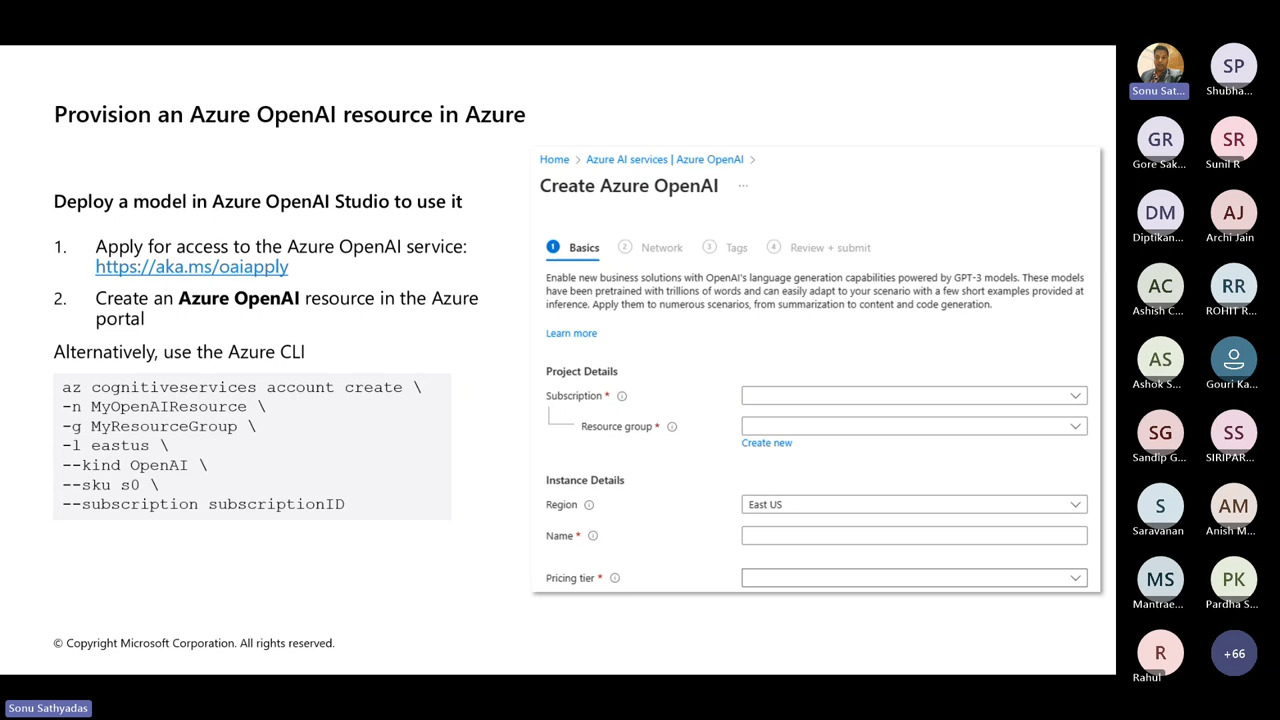 Provision an Azure OpenAI resource in Azure
Deploy a model in Azure OpenAI Studio to use it
1. Apply for access to the Azure OpenAI service:
https://aka.ms/oaiapply
2. Create an Azure OpenAI resource in the Azure
portal
Alternatively, use the Azure CLI
az cognitiveservices account create \
-n MyOpenAIResource \
-g MyResourceGroup \
-l eastus \
--kind OpenAI \
--sku s0 \
--subscription subscriptionID
© Copyright Microsoft Corporation. All rights reserved.
Home > Azure AI services | Azure OpenAI >
Create Azure OpenAI ...
1 Basics 2 Network 3 Tags 4 Review + submit
Enable new business solutions with OpenAI's language generation capabilities powered by GPT-3 models. These models
have been pretrained with trillions of words and can easily adapt to your scenario with a few short examples provided at
inference. Apply them to numerous scenarios, from summarization to content and code generation.
Learn more
Project Details
Subscription *
Resource group *
Create new
Instance Details
Region East US
Name *
Pricing tier *
Sonu Sat...
SP
Shubha...
GR
Gore Sak...
SR
Sunil R
DM
Diptikan...
AJ
Archi Jain
AC
Ashish C...
RR
ROHIT R...
AS
Ashok S...
Gouri Ka...
SG
Sandip G...
SS
SIRIPAR...
S
Saravanan
AM
Anish M...
MS
Mantrae...
PK
Pardha S...
R
Rahul
+66
Sonu Sathyadas